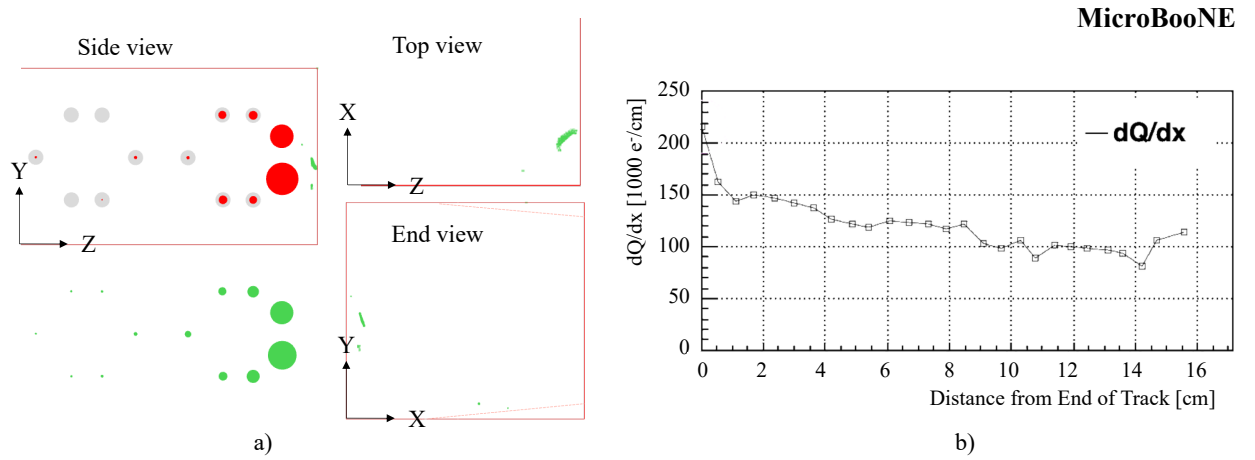 MicroBooNE
Side view
Y
Z
Top view
X
Z
End view
Y
X
a)
dQ/dx [1000 e-/cm]
250
200
150
100
50
0
dQ/dx
0 2 4 6 8 10 12 14 16
Distance from End of Track [cm]
b)